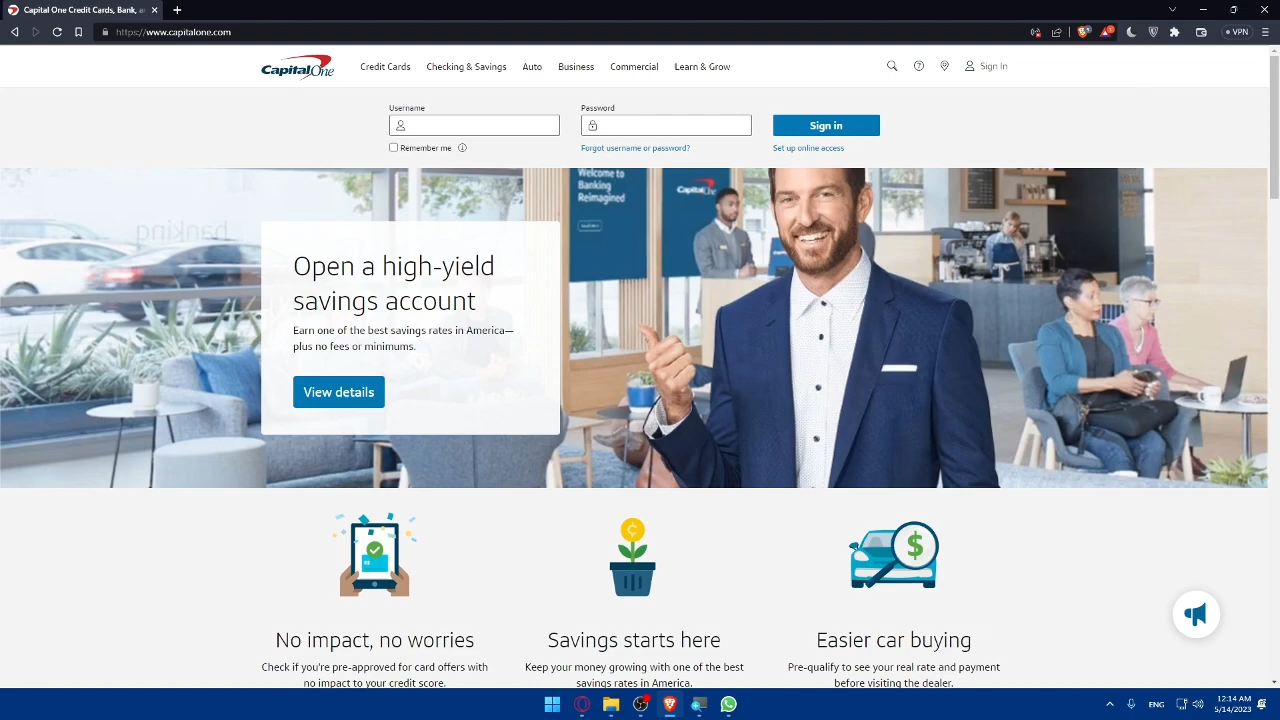 Capital One Credit Cards, Bank, a
https://www.capitalone.com
VPN
CapitalOne
Credit Cards
Checking & Savings
Auto
Business
Commercial
Learn & Grow
Sign In
Username
Password
Sign in
Remember me
Forgot username or password?
Set up online access
Welcome to
Banking
Reimagined
CapitalOne
banking
Open a high-yield
savings account
Earn one of the best savings rates in America—
plus no fees or minimums.
View details
No impact, no worries
Savings starts here
Easier car buying
Check if you're pre-approved for card offers with
no impact to your credit score.
Keep your money growing with one of the best
savings rates in America.
Pre-qualify to see your real rate and payment
before visiting the dealer.
ENG
12:14 AM
5/14/2023